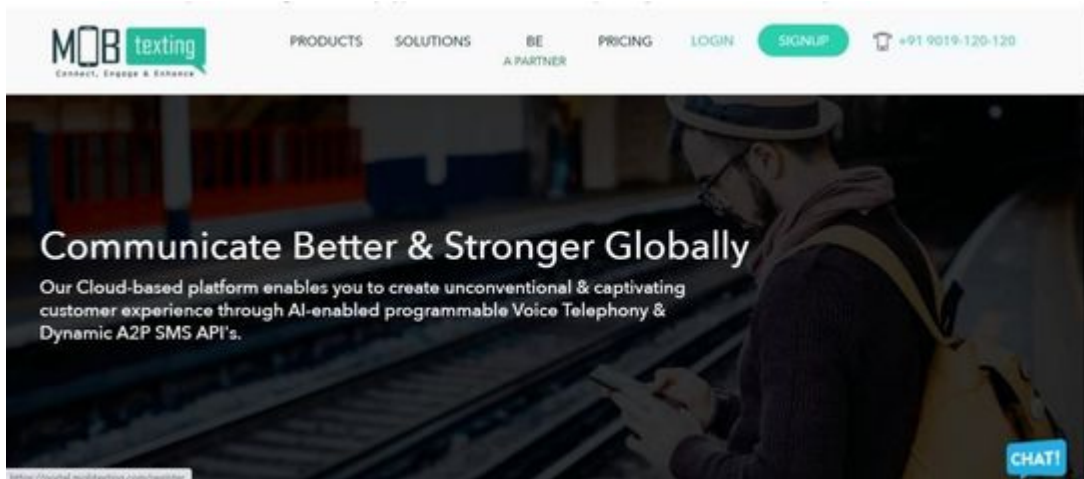 MOB texting
Connect, Engage & Enhance
PRODUCTS
SOLUTIONS
BE
A PARTNER
PRICING
LOGIN
SIGNUP
+91 9019-120-120
Communicate Better & Stronger Globally
Our Cloud-based platform enables you to create unconventional & captivating
customer experience through AI-enabled programmable Voice Telephony &
Dynamic A2P SMS API's.
CHAT!